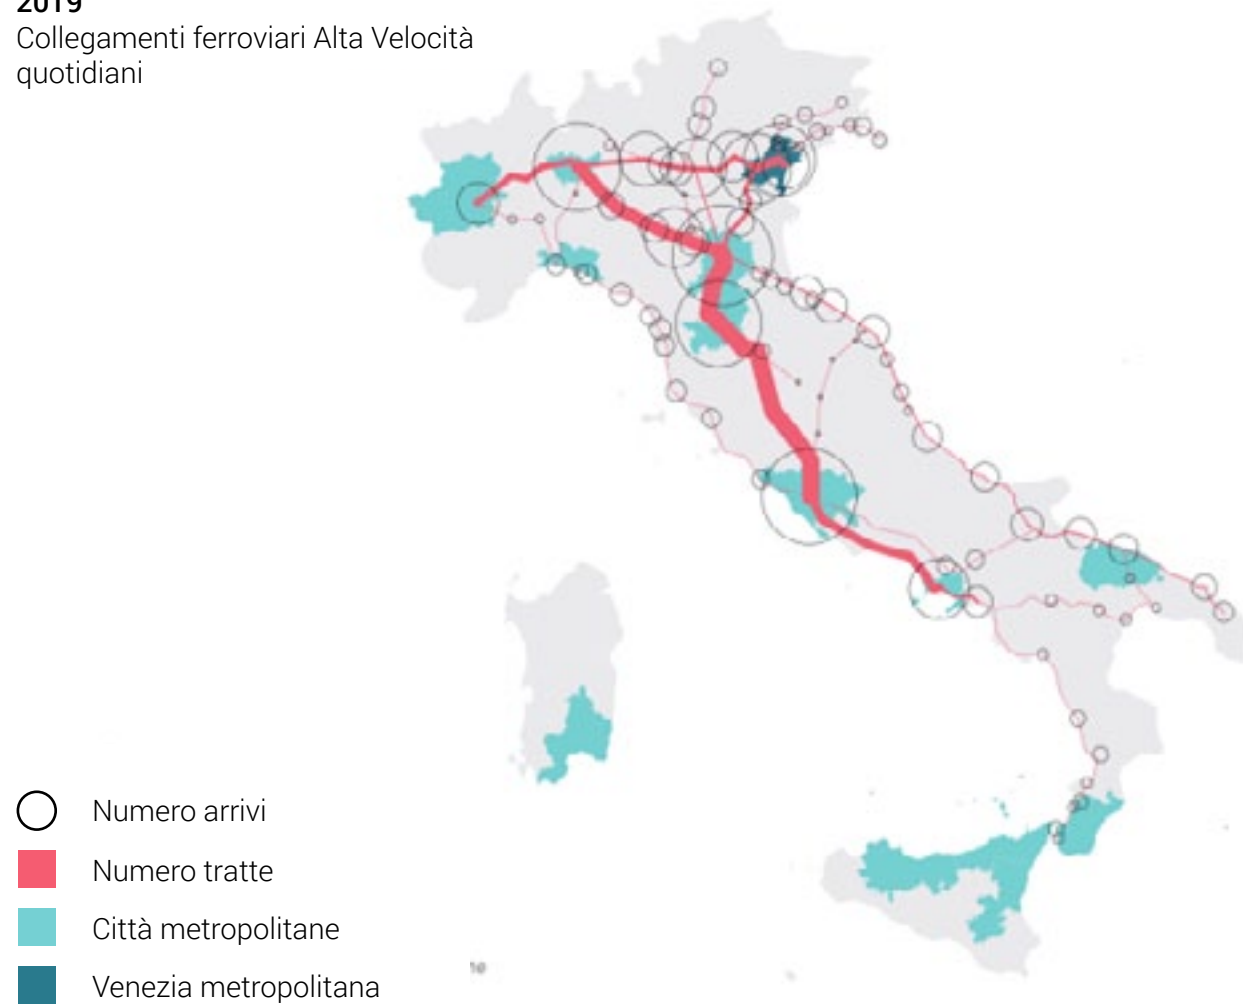 2019
Collegamenti ferroviari Alta Velocità
quotidiani
Numero arrivi
Numero tratte
Città metropolitane
Venezia metropolitana